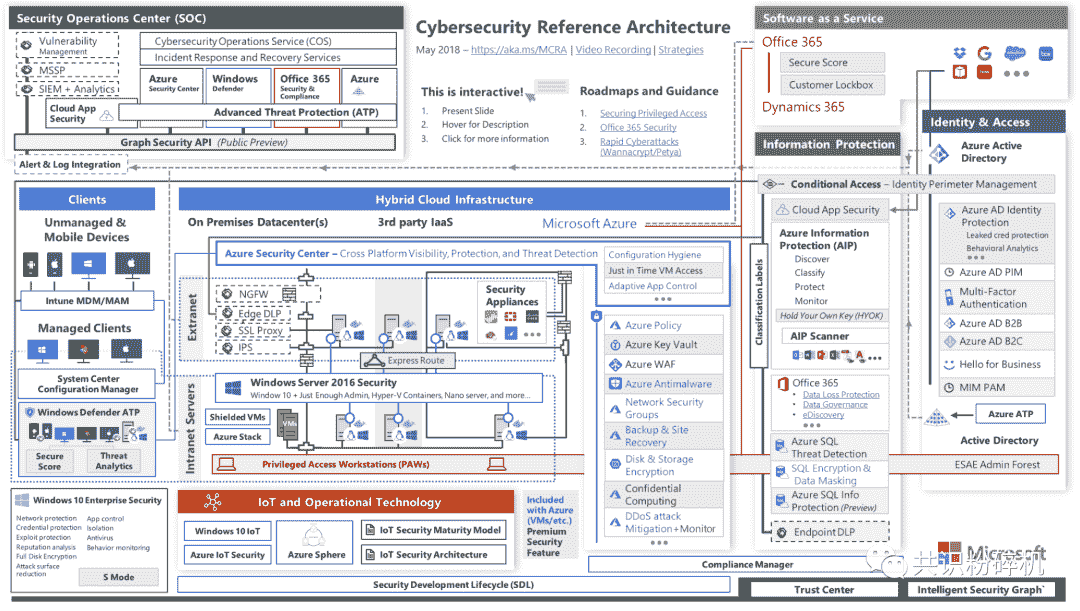 Security Operations Center (SOC)
Vulnerability
Management
MSSP
SIEM + Analytics
Cybersecurity Operations Service (COS)
Incident Response and Recovery Services
Azure
Security Center
Windows
Defender
Office 365
Security &
Compliance
Azure
Cloud App
Security
Advanced Threat Protection (ATP)
Graph Security API (Public Preview)
Alert & Log Integration
Cybersecurity Reference Architecture
May 2018 – https://aka.ms/MCRA | Video Recording | Strategies
This is interactive!
1. Present Slide
2. Hover for Description
3. Click for more information
Roadmaps and Guidance
1. Securing Privileged Access
2. Office 365 Security
3. Rapid Cyberattacks
(Wannacrypt/Petya)
Software as a Service
Office 365
Secure Score
Customer Lockbox
Dynamics 365
Information Protection
Identity & Access
Azure Active
Directory
Conditional Access – Identity Perimeter Management
Clients
Unmanaged &
Mobile Devices
Intune MDM/MAM
Managed Clients
System Center
Configuration Manager
Windows Defender ATP
Secure
Score
Threat
Analytics
Hybrid Cloud Infrastructure
On Premises Datacenter(s)
3rd party IaaS
Microsoft Azure
Azure Security Center – Cross Platform Visibility, Protection, and Threat Detection
Configuration Hygiene
Just in Time VM Access
Adaptive App Control
Extranet
NGFW
Edge DLP
SSL Proxy
IPS
Security
Appliances
Express Route
Intranet Servers
Windows Server 2016 Security
Window 10 + Just Enough Admin, Hyper-V Containers, Nano server, and more...
Shielded VMs
Azure Stack
VMs
Privileged Access Workstations (PAWs)
Azure Policy
Azure Key Vault
Azure WAF
Azure Antimalware
Network Security
Groups
Backup & Site
Recovery
Disk & Storage
Encryption
Confidential
Computing
DDoS attack
Mitigation+Monitor
Classification Labels
Cloud App Security
Azure Information
Protection (AIP)
Discover
Classify
Protect
Monitor
Hold Your Own Key (HYOK)
AIP Scanner
Office 365
Data Loss Protection
Data Governance
eDiscovery
Azure SQL
Threat Detection
SQL Encryption &
Data Masking
Azure SQL Info
Protection (Preview)
Endpoint DLP
Azure AD Identity
Protection
Leaked cred protection
Behavioral Analytics
Azure AD PIM
Multi-Factor
Authentication
Azure AD B2B
Azure AD B2C
Hello for Business
MIM PAM
Azure ATP
Active Directory
ESAE Admin Forest
Windows 10 Enterprise Security
Network protection
Credential protection
Exploit protection
Reputation analysis
Full Disk Encryption
Attack surface
reduction
App control
Isolation
Antivirus
Behavior monitoring
S Mode
IoT and Operational Technology
Windows 10 IoT
Azure IoT Security
Azure Sphere
IoT Security Maturity Model
IoT Security Architecture
Included
with Azure
(VMs/etc.)
Premium
Security
Feature
Compliance Manager
Security Development Lifecycle (SDL)
Microsoft
共识粉碎机
Trust Center
Intelligent Security Graph